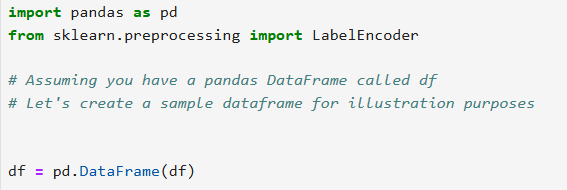 import pandas as pd
from sklearn.preprocessing import LabelEncoder
# Assuming you have a pandas DataFrame called df
# Let's create a sample dataframe for illustration purposes
df = pd.DataFrame(df)